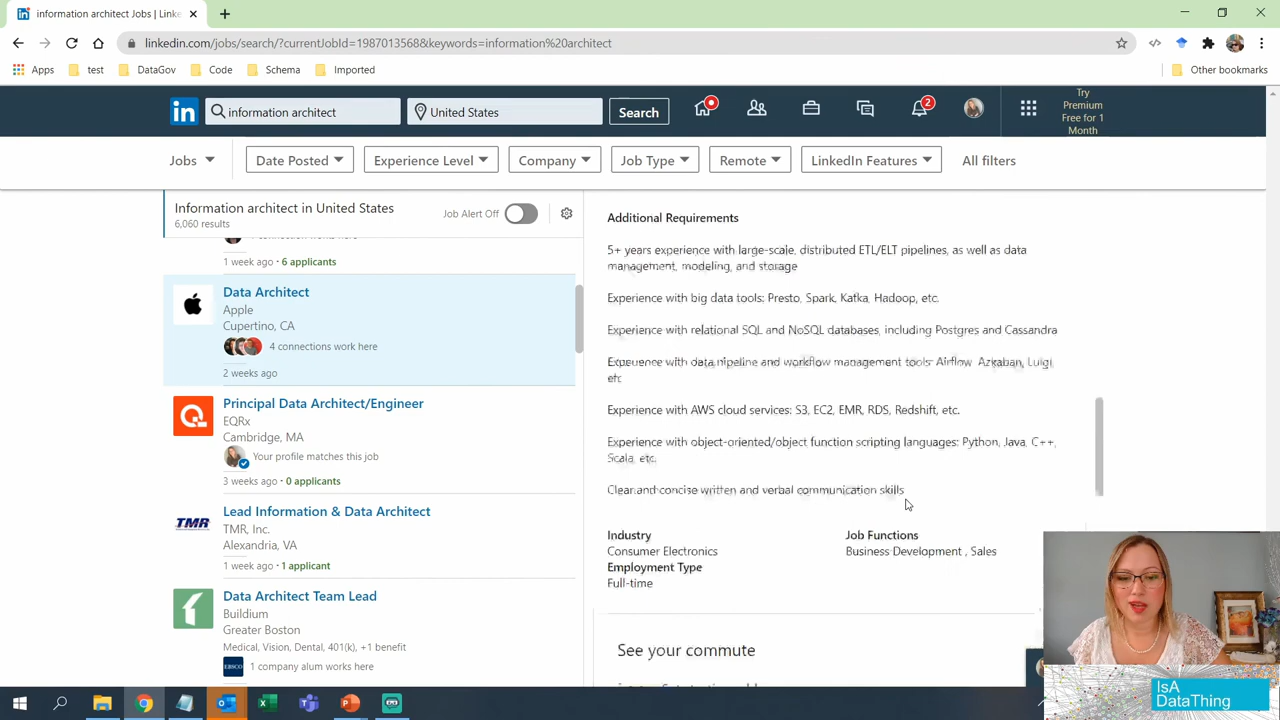 information architect Jobs | Linke
linkedin.com/jobs/search/?currentJobId=1987013568&keywords=information%20architect
Apps
test
DataGov
Code
Schema
Imported
Other bookmarks
in
information architect
United States
Search
2
Try
Premium
Free for 1
Month
Jobs
Date Posted
Experience Level
Company
Job Type
Remote
LinkedIn Features
All filters
Information architect in United States
6,060 results
Job Alert Off
1 week ago · 6 applicants
Data Architect
Apple
Cupertino, CA
4 connections work here
2 weeks ago
Principal Data Architect/Engineer
EQRx
Cambridge, MA
Your profile matches this job
3 weeks ago · 0 applicants
TMR
Lead Information & Data Architect
TMR, Inc.
Alexandria, VA
1 week ago · 1 applicant
Data Architect Team Lead
Buildium
Greater Boston
Medical, Vision, Dental, 401(k), +1 benefit
EBSCO
1 company alum works here
Additional Requirements
5+ years experience with large-scale, distributed ETL/ELT pipelines, as well as data
management, modeling, and storage
Experience with big data tools: Presto, Spark, Kafka, Hadoop, etc.
Experience with relational SQL and NoSQL databases, including Postgres and Cassandra
Experience with data pipeline and workflow management tools: Airflow, Azkaban, Luigi,
etc.
Experience with AWS cloud services: S3, EC2, EMR, RDS, Redshift, etc.
Experience with object-oriented/object function scripting languages: Python, Java, C++,
Scala, etc.
Clear and concise written and verbal communication skills
Industry
Consumer Electronics
Employment Type
Full-time
Job Functions
Business Development , Sales
See your commute
IsA
DataThing